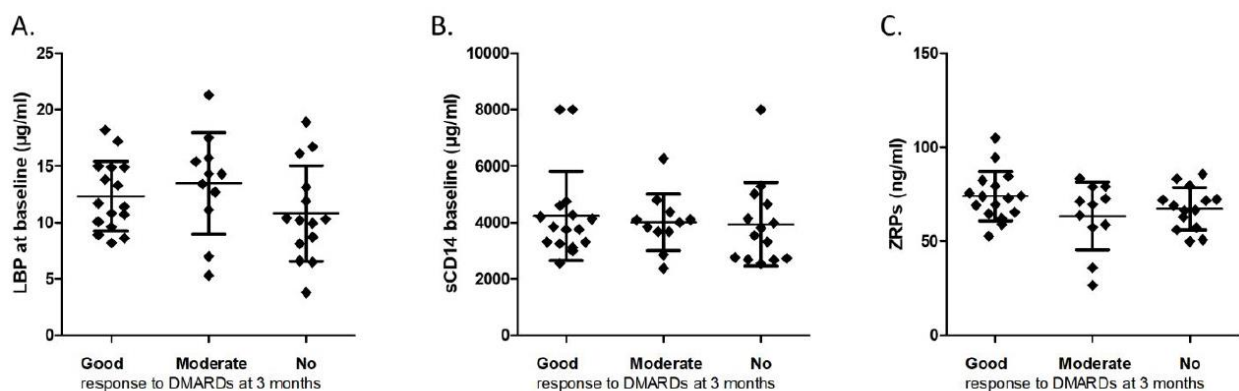 A.
LBP at baseline (µg/ml)
25
20
15
10
5
0
Good Moderate No
response to DMARDs at 3 months
B.
sCD14 baseline (µg/ml)
10000
8000
6000
4000
2000
0
Good Moderate No
response to DMARDs at 3 months
C.
ZRPs (ng/ml)
150
100
50
0
Good Moderate No
response to DMARDs at 3 months